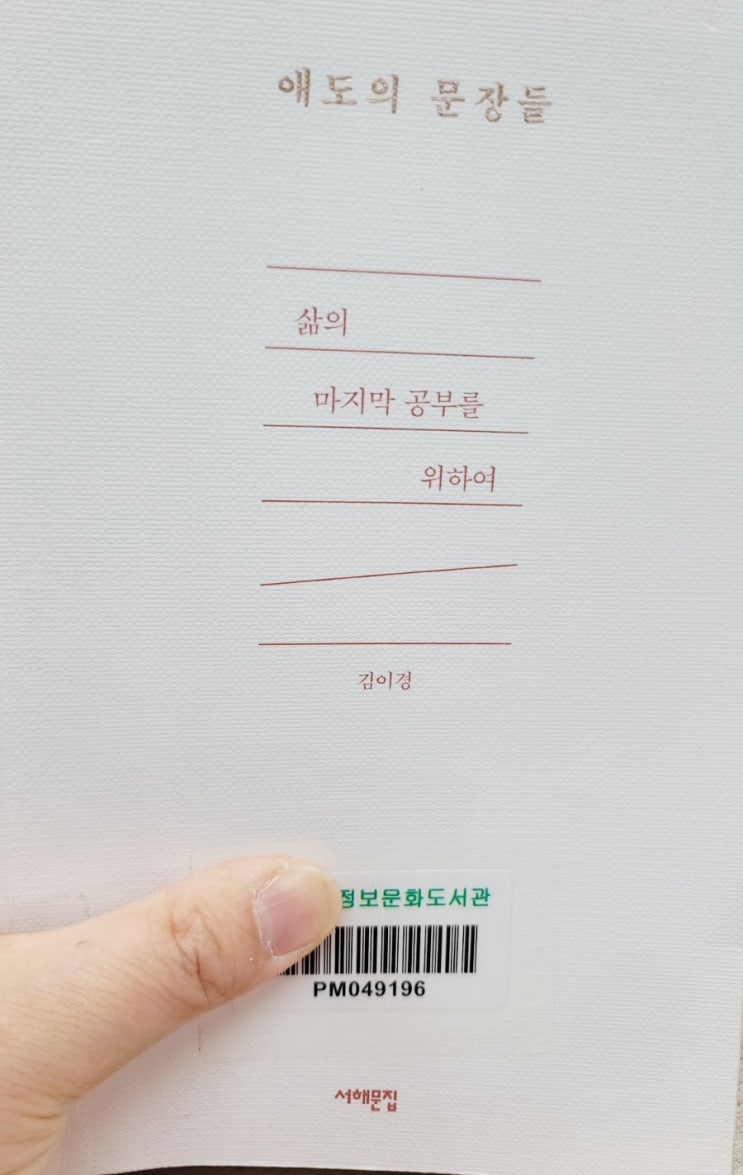 애도의 문장들
삶의
마지막 공부를
위하여
김이경
정보문화도서관
PM049196
서해문집